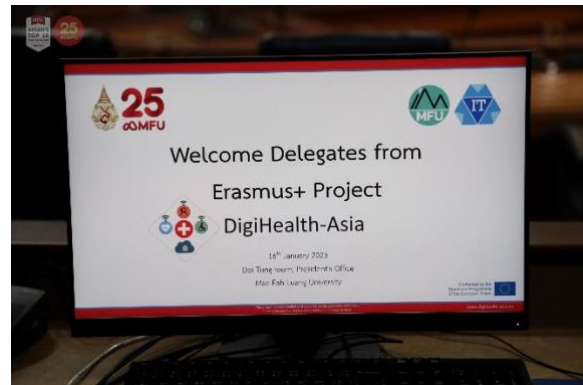 25
MFU
MFU
IT
Welcome Delegates from
Erasmus+ Project
DigiHealth-Asia
16th January 2023
Doi Tung room, President's Office
Mae Fah Luang University